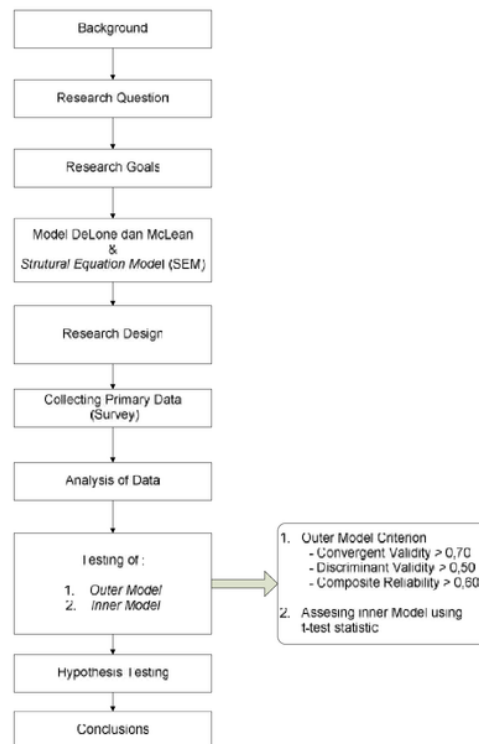 Background
Research Question
Research Goals
Model DeLone dan McLean
&
Strutural Equation Model (SEM)
Research Design
Collecting Primary Data
(Survey)
Analysis of Data
Testing of :
1. Outer Model
2. Inner Model
1. Outer Model Criterion
- Convergent Validity > 0,70
- Discriminant Validity > 0,50
- Composite Reliability > 0,60
2. Assesing Inner Model using
t-test statistic
Hypothesis Testing
Conclusions